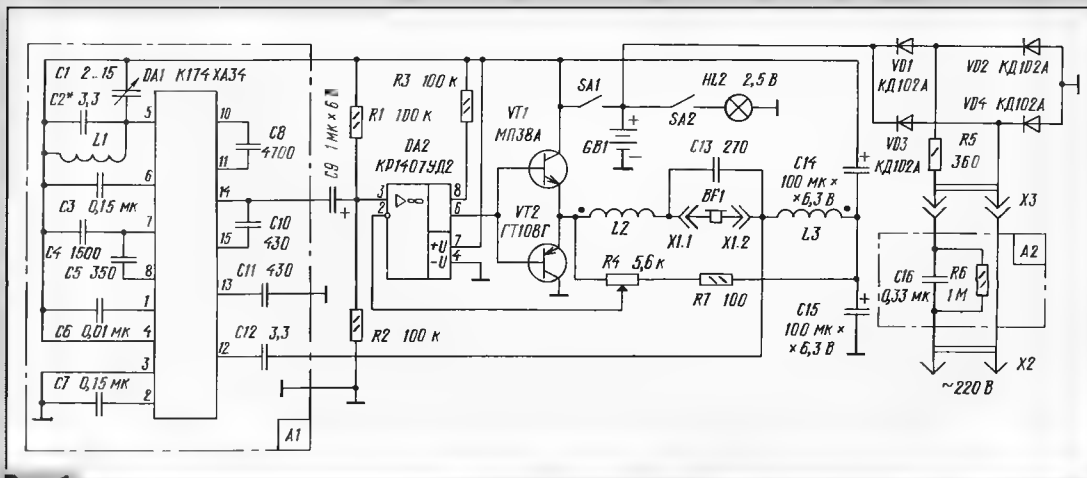 C1 2...15
DA1 К174ХА34
C2* 3,3
L1
5
6
C3 0,15 мк
7
C4 1500
C5 350
8
1
C6 0,01 мк
4
3
C7 0,15 мк
2
10
C8 4700
11
14
C10 430
15
13
C11 430
12
C12 3,3
A1
C9 1 мк × 6
R1 100 к
R2 100 к
R3 100 к
DA2
КР1407УД2
3
2
▷∞
+U
-U
8
6
7
4
VT1
МП38А
VT2
ГТ108Г
SA1
GB1
+
−
SA2
HL2 2,5 В
C13 270
BF1
L2
X1.1
X1.2
L3
R4 5,6 к
R7 100
C14
100 мк ×
× 6,3 В
C15
100 мк ×
× 6,3 В
VD1
КД102А
VD2
КД102А
VD3
КД102А
VD4 КД102А
R5
360
X3
A2
C16
0,33 мк
R6
1 М
X2
~220 В